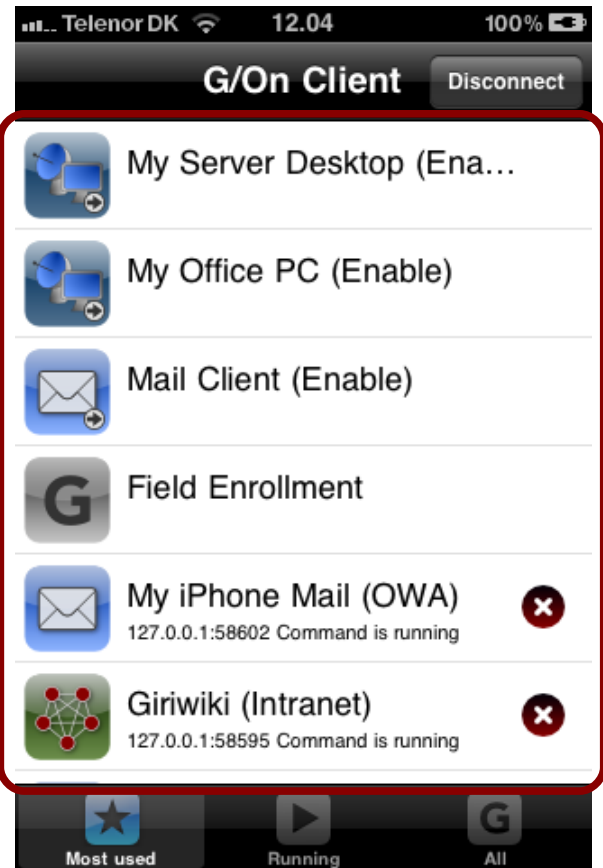 Telenor DK 12.04 100%
G/On Client Disconnect
My Server Desktop (Ena...
My Office PC (Enable)
Mail Client (Enable)
G Field Enrollment
My iPhone Mail (OWA)
127.0.0.1:58602 Command is running
Giriwiki (Intranet)
127.0.0.1:58595 Command is running
G
Most used Running All